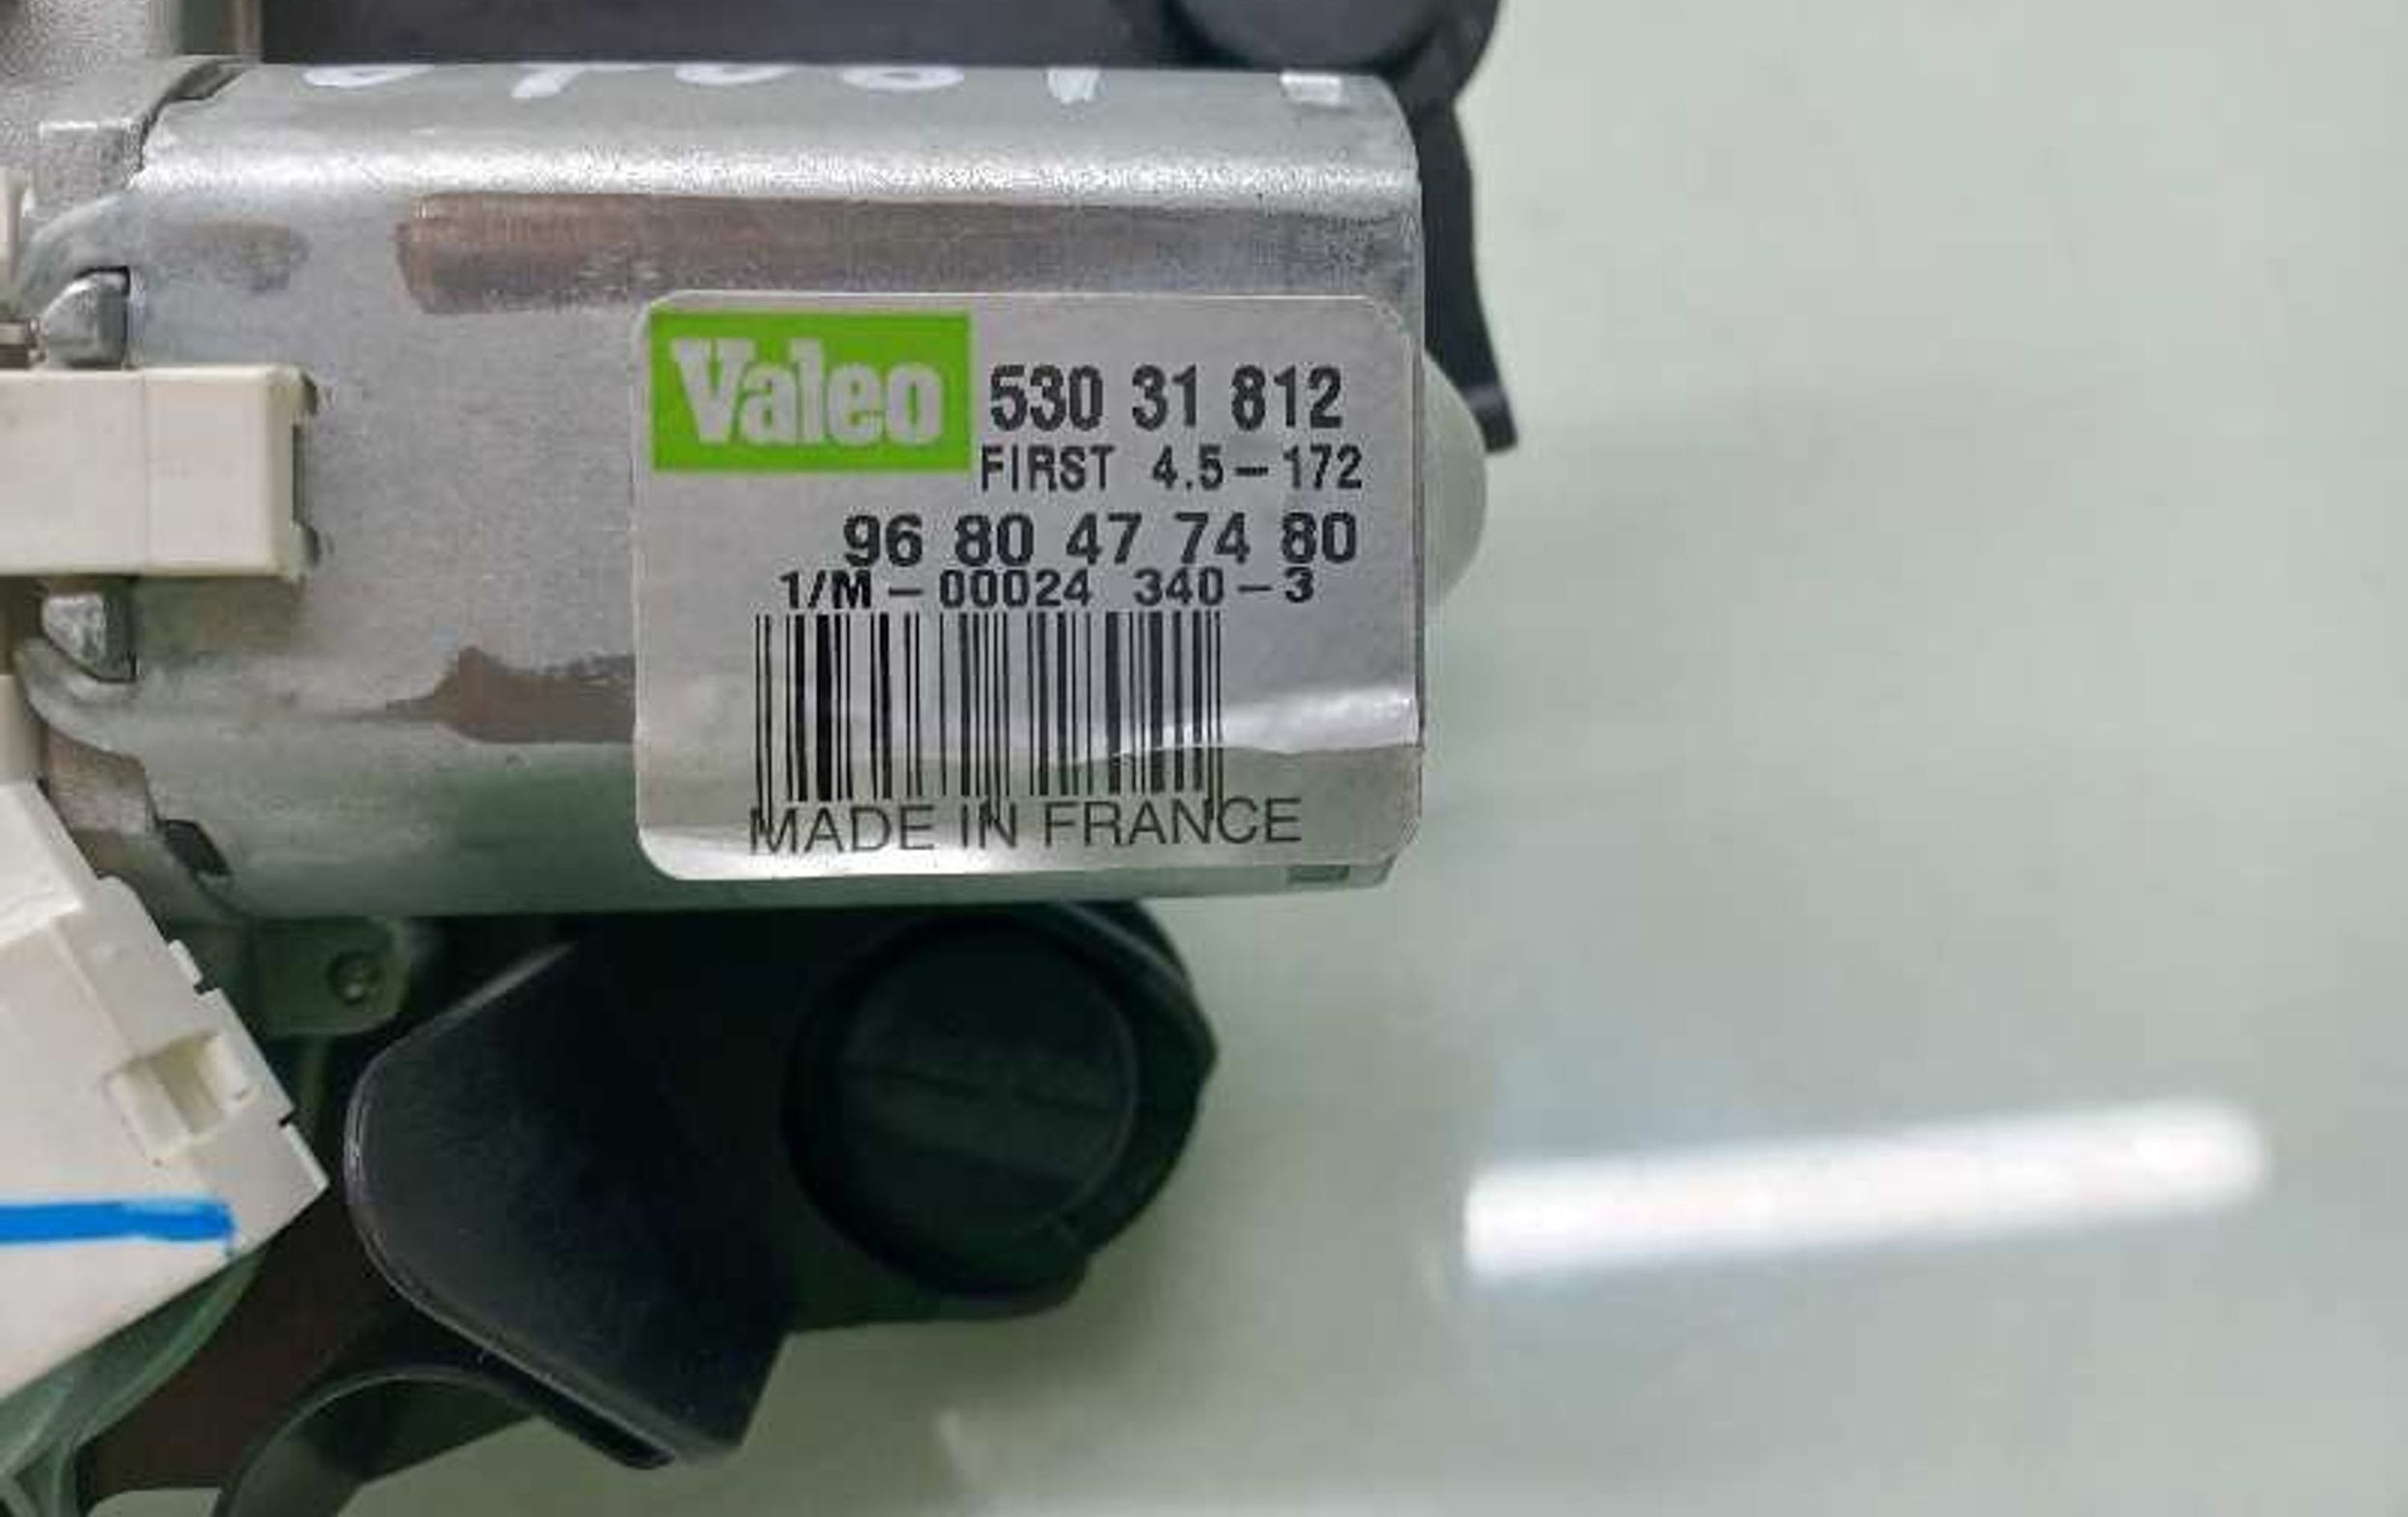 Valeo 530 31 812
FIRST 4.5-172
96 80 47 74 80
1/M-00024 340-3
MADE IN FRANCE